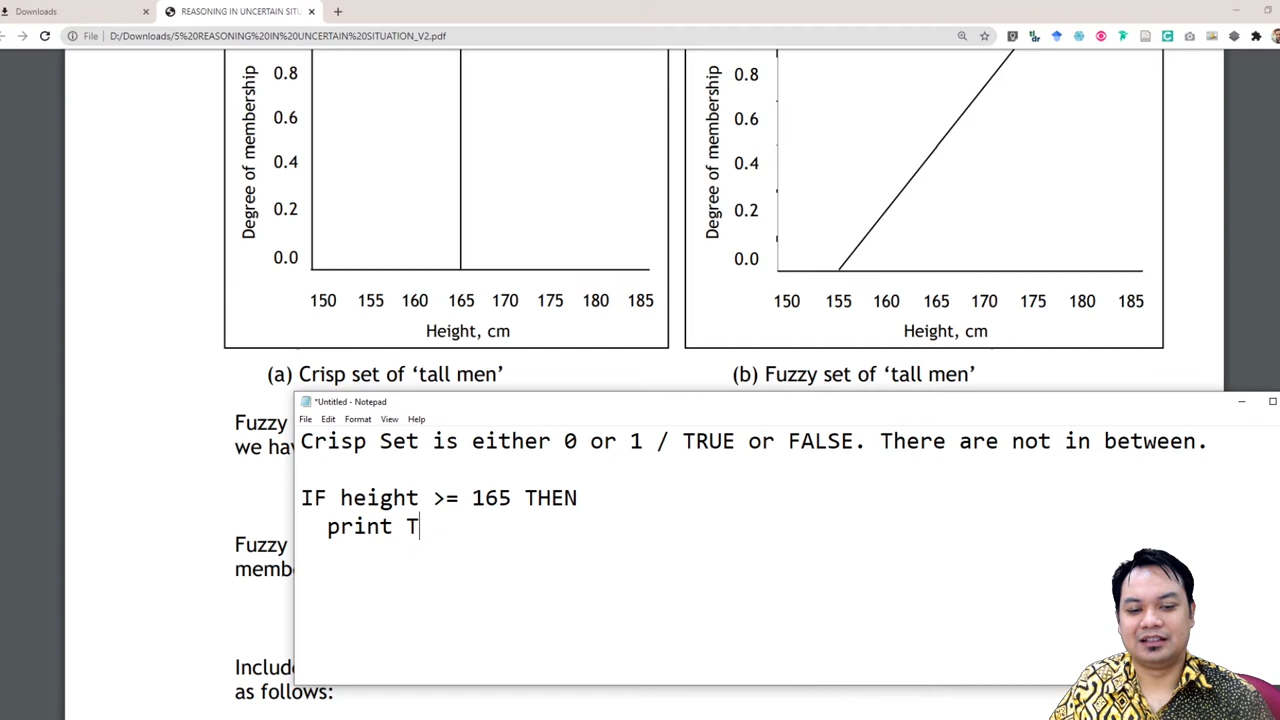 Downloads
REASONING IN UNCERTAIN SITU
File D:/Downloads/5%20REASONING%20IN%20UNCERTAIN%20SITUATION_V2.pdf
Degree of membership
0.8
0.6
0.4
0.2
0.0
150 155 160 165 170 175 180 185
Height, cm
Degree of membership
0.8
0.6
0.4
0.2
0.0
150 155 160 165 170 175 180 185
Height, cm
(a) Crisp set of ‘tall men’
(b) Fuzzy set of ‘tall men’
Fuzzy
we hav
Fuzzy
memb
Includ
as follows:
*Untitled - Notepad
File Edit Format View Help
Crisp Set is either 0 or 1 / TRUE or FALSE. There are not in between.
IF height >= 165 THEN
print T